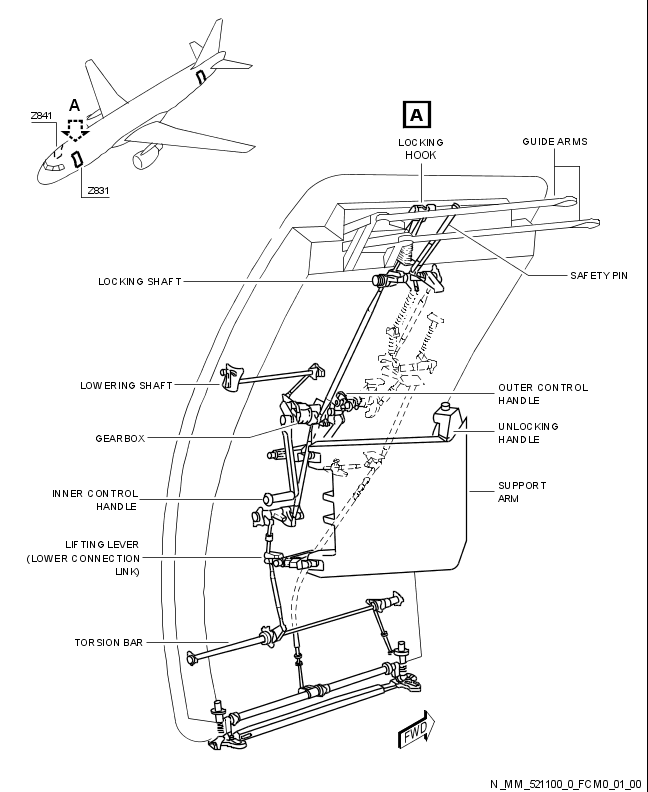 A
Z841
Z831
A
LOCKING
HOOK
GUIDE ARMS
SAFETY PIN
LOCKING SHAFT
LOWERING SHAFT
OUTER CONTROL
HANDLE
GEARBOX
UNLOCKING
HANDLE
INNER CONTROL
HANDLE
SUPPORT
ARM
LIFTING LEVER
(LOWER CONNECTION
LINK)
TORSION BAR
FWD
N_MM_521100_0_FCM0_01_00